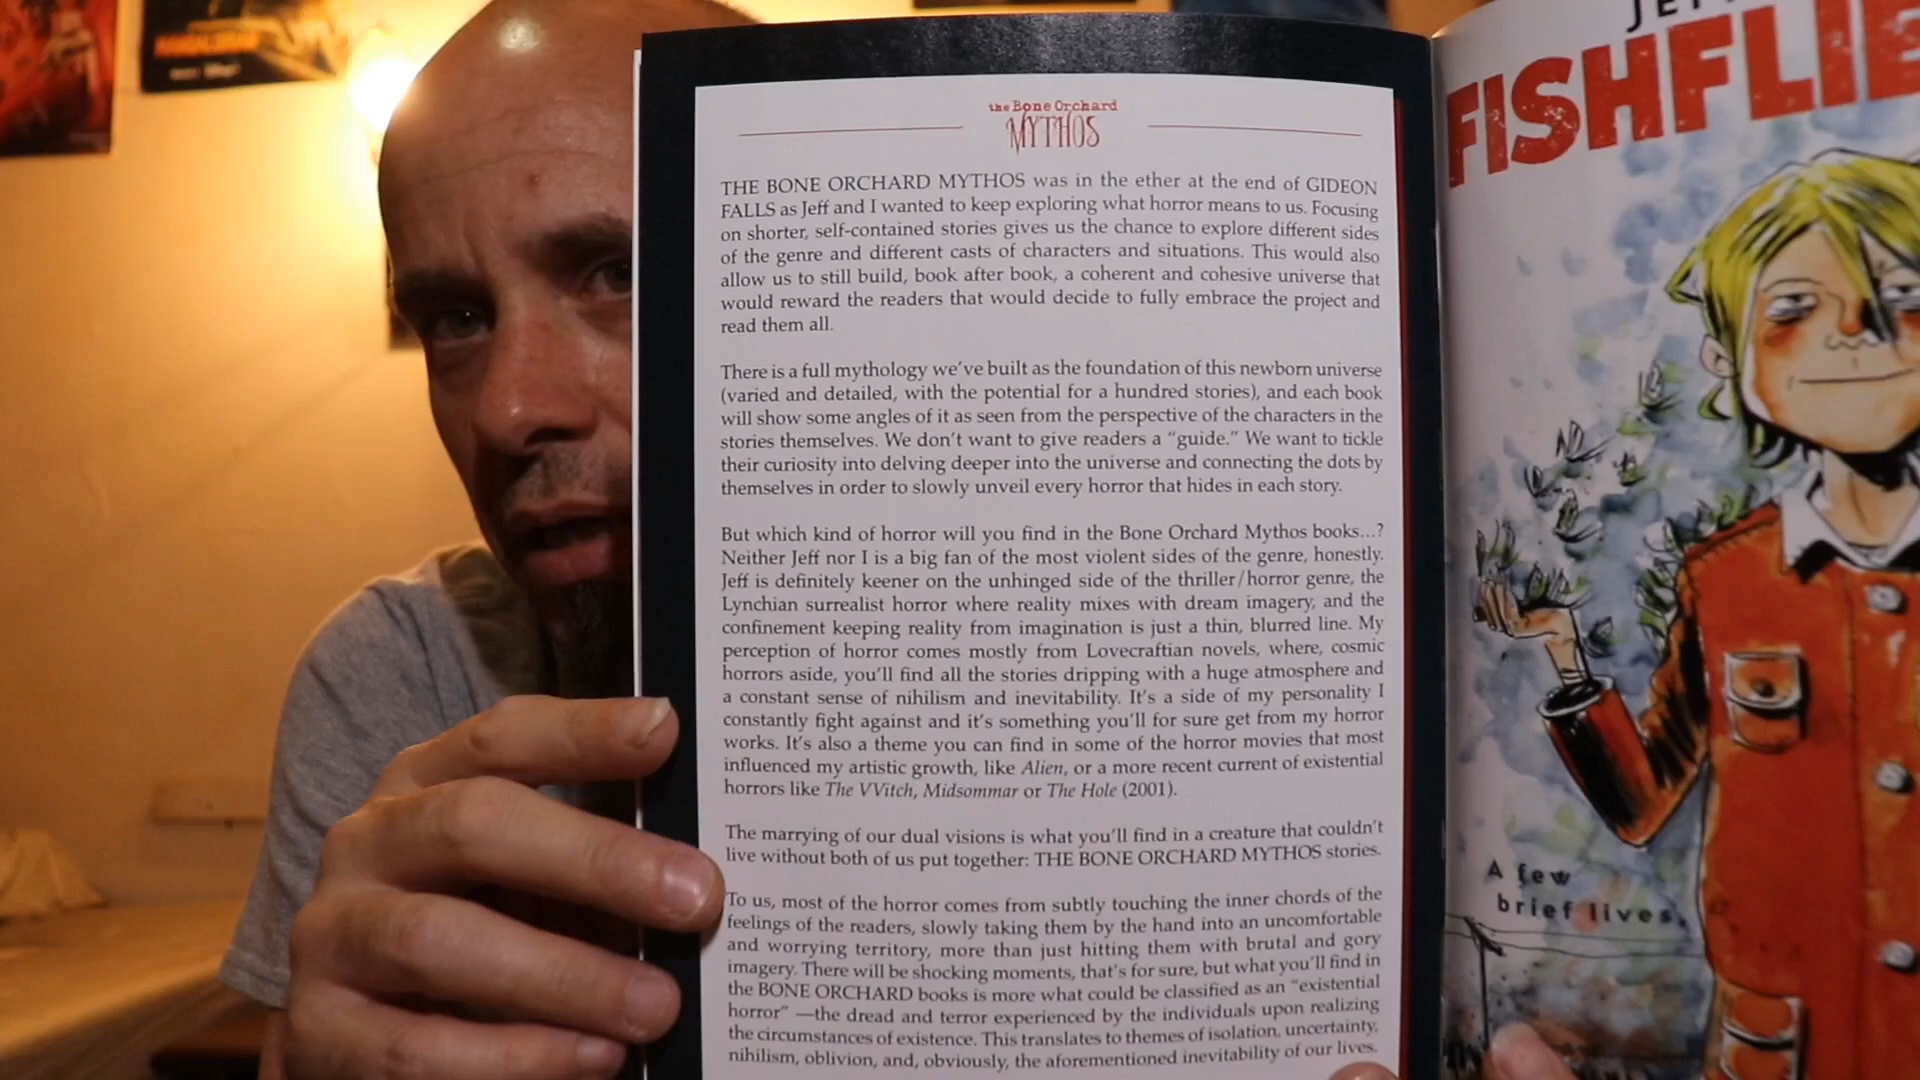 MANDALORIAN
the Bone Orchard
MYTHOS
THE BONE ORCHARD MYTHOS was in the ether at the end of GIDEON
FALLS as Jeff and I wanted to keep exploring what horror means to us. Focusing
on shorter, self-contained stories gives us the chance to explore different sides
of the genre and different casts of characters and situations. This would also
allow us to still build, book after book, a coherent and cohesive universe that
would reward the readers that would decide to fully embrace the project and
read them all.
There is a full mythology we've built as the foundation of this newborn universe
(varied and detailed, with the potential for a hundred stories), and each book
will show some angles of it as seen from the perspective of the characters in the
stories themselves. We don't want to give readers a “guide.” We want to tickle
their curiosity into delving deeper into the universe and connecting the dots by
themselves in order to slowly unveil every horror that hides in each story.
But which kind of horror will you find in the Bone Orchard Mythos books...?
Neither Jeff nor I is a big fan of the most violent sides of the genre, honestly.
Jeff is definitely keener on the unhinged side of the thriller/horror genre, the
Lynchian surrealist horror where reality mixes with dream imagery, and the
confinement keeping reality from imagination is just a thin, blurred line. My
perception of horror comes mostly from Lovecraftian novels, where, cosmic
horrors aside, you'll find all the stories dripping with a huge atmosphere and
a constant sense of nihilism and inevitability. It's a side of my personality I
constantly fight against and it's something you'll for sure get from my horror
works. It's also a theme you can find in some of the horror movies that most
influenced my artistic growth, like Alien, or a more recent current of existential
horrors like The VVitch, Midsommar or The Hole (2001).
The marrying of our dual visions is what you'll find in a creature that couldn't
live without both of us put together: THE BONE ORCHARD MYTHOS stories.
To us, most of the horror comes from subtly touching the inner chords of the
feelings of the readers, slowly taking them by the hand into an uncomfortable
and worrying territory, more than just hitting them with brutal and gory
imagery. There will be shocking moments, that's for sure, but what you'll find in
the BONE ORCHARD books is more what could be classified as an “existential
horror” —the dread and terror experienced by the individuals upon realizing
the circumstances of existence. This translates to themes of isolation, uncertainty,
nihilism, oblivion, and, obviously, the aforementioned inevitability of our lives.
FISHFLIE
A few
brief lives.